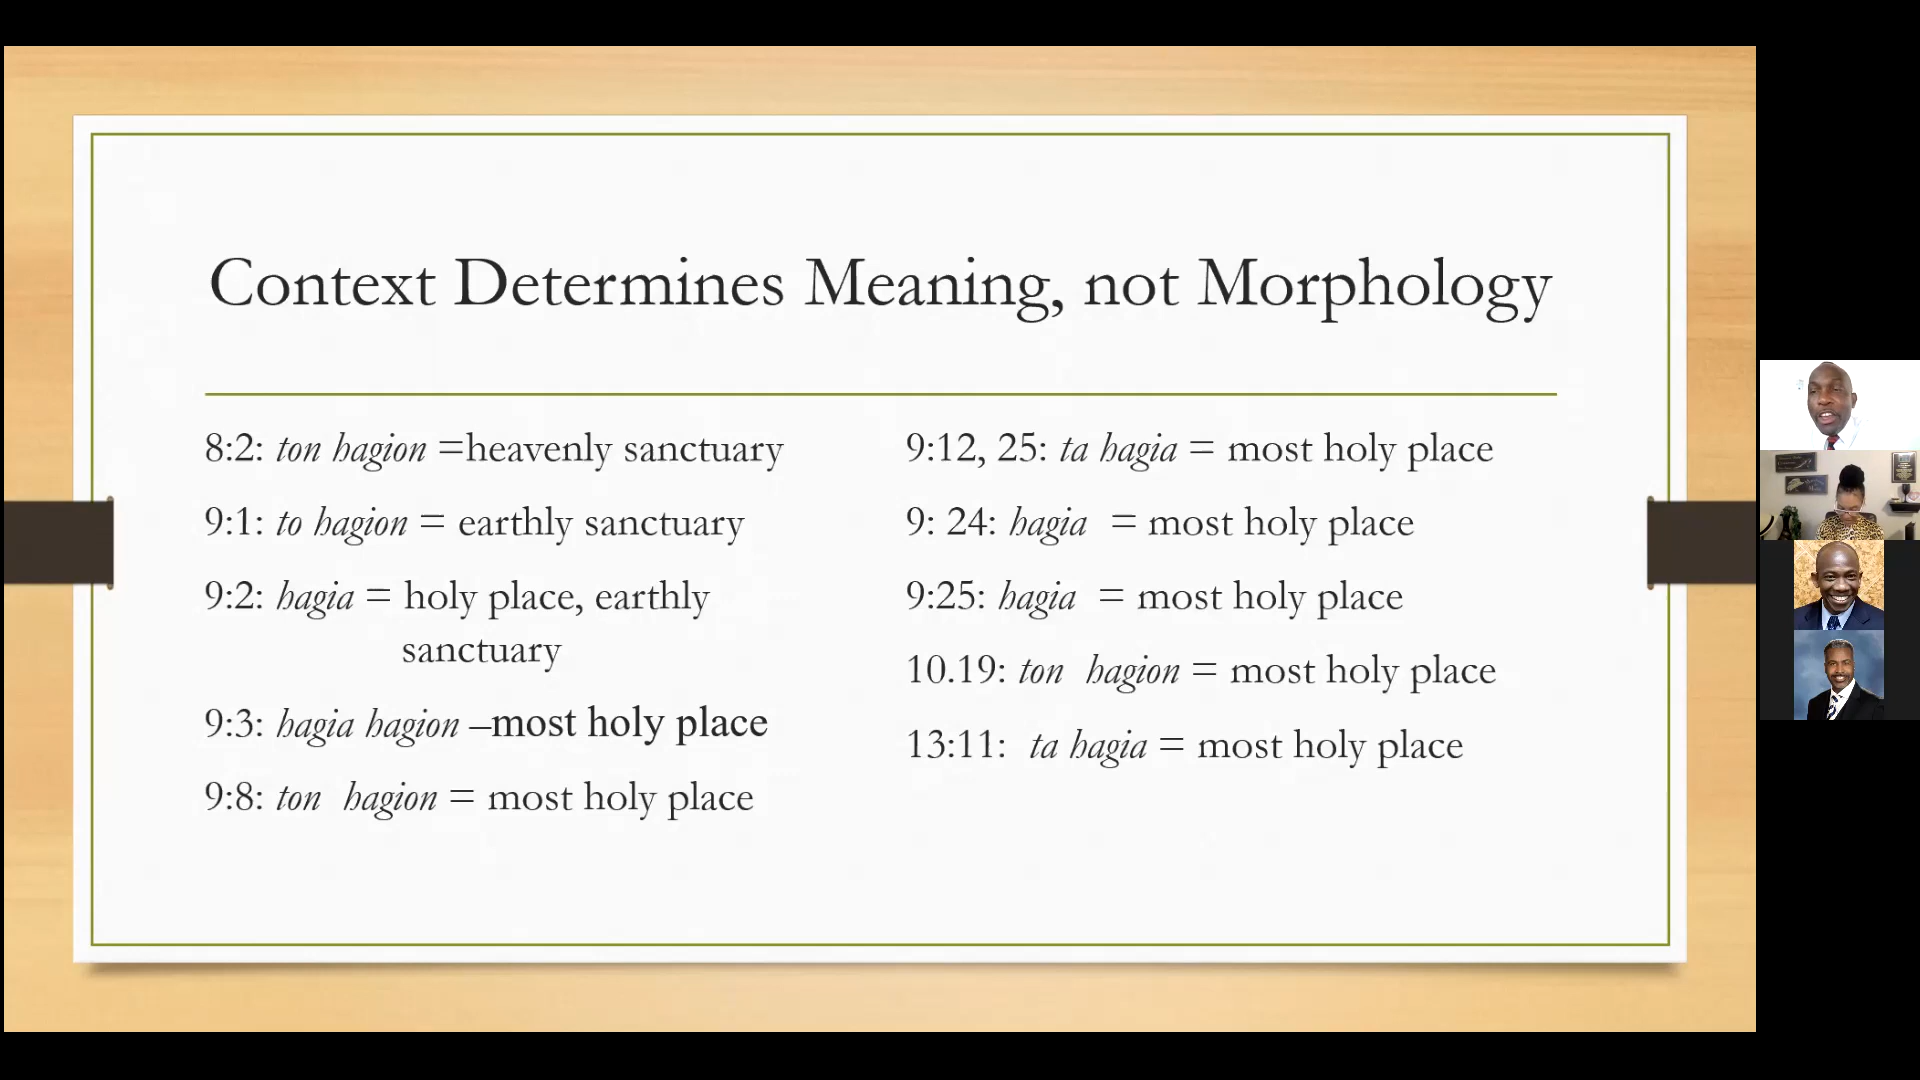 Context Determines Meaning, not Morphology
8:2: ton hagion =heavenly sanctuary
9:1: to hagion = earthly sanctuary
9:2: hagia = holy place, earthly
sanctuary
9:3: hagia hagion –most holy place
9:8: ton hagion = most holy place
9:12, 25: ta hagia = most holy place
9: 24: hagia = most holy place
9:25: hagia = most holy place
10.19: ton hagion = most holy place
13:11: ta hagia = most holy place